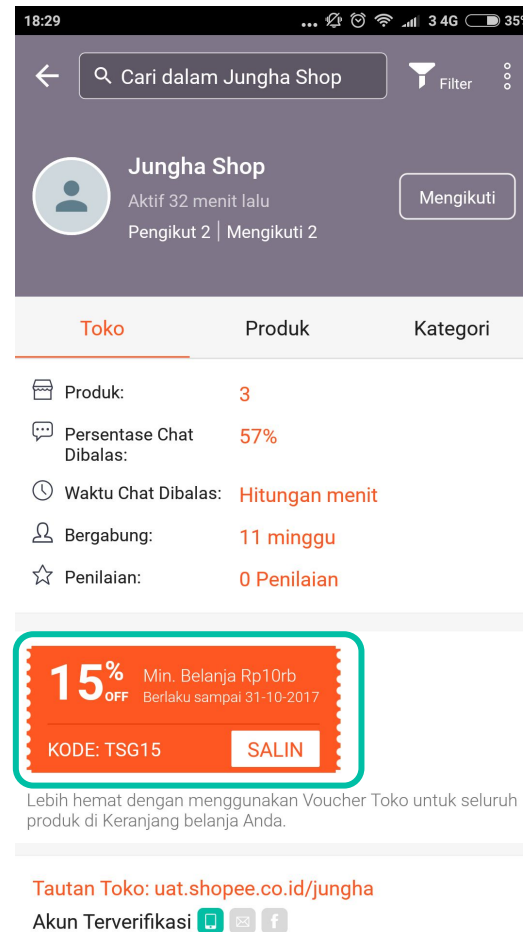 18:29 ... 3 4G 35%
Cari dalam Jungha Shop Filter
Jungha Shop
Aktif 32 menit lalu Mengikuti
Pengikut 2 | Mengikuti 2
Toko Produk Kategori
Produk: 3
Persentase Chat 57%
Dibalas:
Waktu Chat Dibalas: Hitungan menit
Bergabung: 11 minggu
Penilaian: 0 Penilaian
15% OFF
Min. Belanja Rp10rb
Berlaku sampai 31-10-2017
KODE: TSG15 SALIN
Lebih hemat dengan menggunakan Voucher Toko untuk seluruh
produk di Keranjang belanja Anda.
Tautan Toko: uat.shopee.co.id/jungha
Akun Terverifikasi f